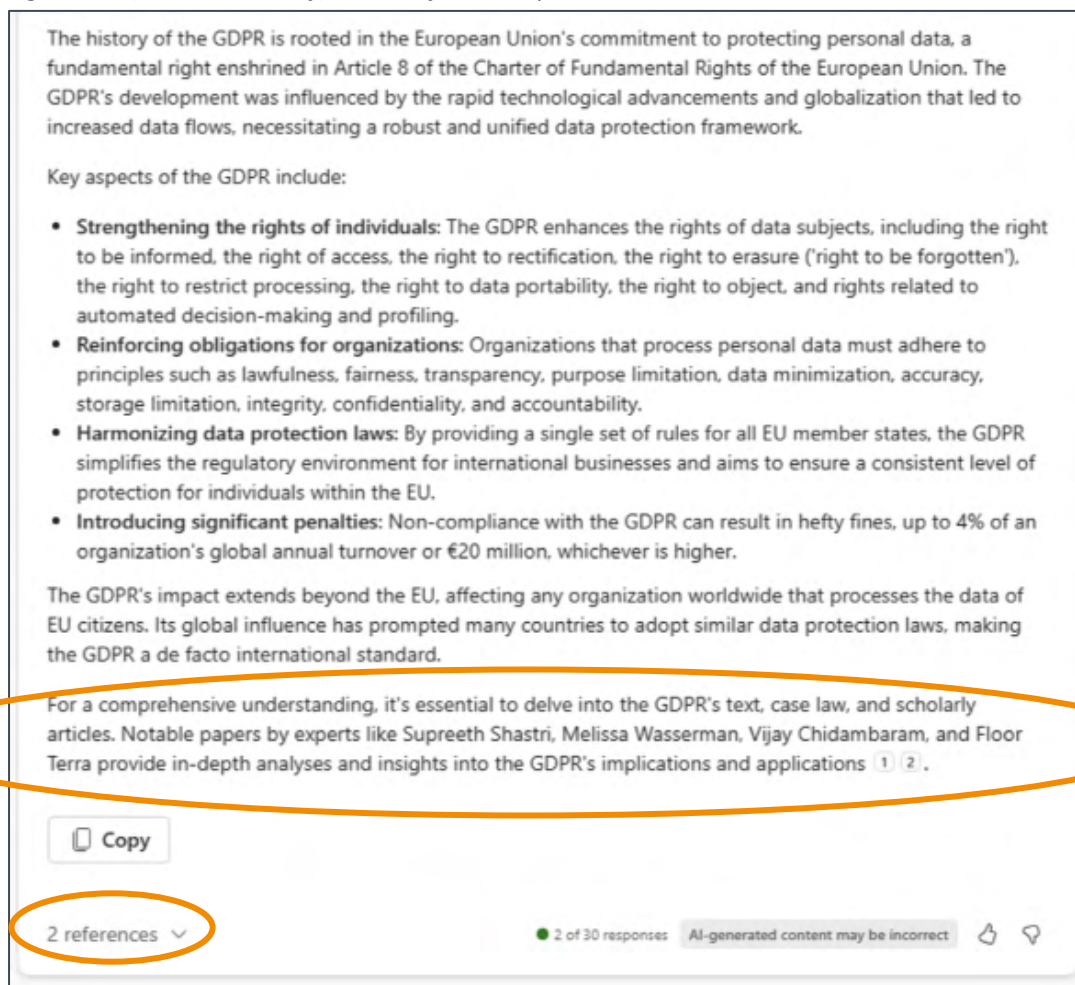 The history of the GDPR is rooted in the European Union's commitment to protecting personal data, a
fundamental right enshrined in Article 8 of the Charter of Fundamental Rights of the European Union. The
GDPR's development was influenced by the rapid technological advancements and globalization that led to
increased data flows, necessitating a robust and unified data protection framework.
Key aspects of the GDPR include:
• Strengthening the rights of individuals: The GDPR enhances the rights of data subjects, including the right
to be informed, the right of access, the right to rectification, the right to erasure ('right to be forgotten'),
the right to restrict processing, the right to data portability, the right to object, and rights related to
automated decision-making and profiling.
• Reinforcing obligations for organizations: Organizations that process personal data must adhere to
principles such as lawfulness, fairness, transparency, purpose limitation, data minimization, accuracy,
storage limitation, integrity, confidentiality, and accountability.
• Harmonizing data protection laws: By providing a single set of rules for all EU member states, the GDPR
simplifies the regulatory environment for international businesses and aims to ensure a consistent level of
protection for individuals within the EU.
• Introducing significant penalties: Non-compliance with the GDPR can result in hefty fines, up to 4% of an
organization's global annual turnover or €20 million, whichever is higher.
The GDPR's impact extends beyond the EU, affecting any organization worldwide that processes the data of
EU citizens. Its global influence has prompted many countries to adopt similar data protection laws, making
the GDPR a de facto international standard.
For a comprehensive understanding, it's essential to delve into the GDPR's text, case law, and scholarly
articles. Notable papers by experts like Supreeth Shastri, Melissa Wasserman, Vijay Chidambaram, and Floor
Terra provide in-depth analyses and insights into the GDPR's implications and applications 1 2 .
Copy
2 references
2 of 30 responses AI-generated content may be incorrect